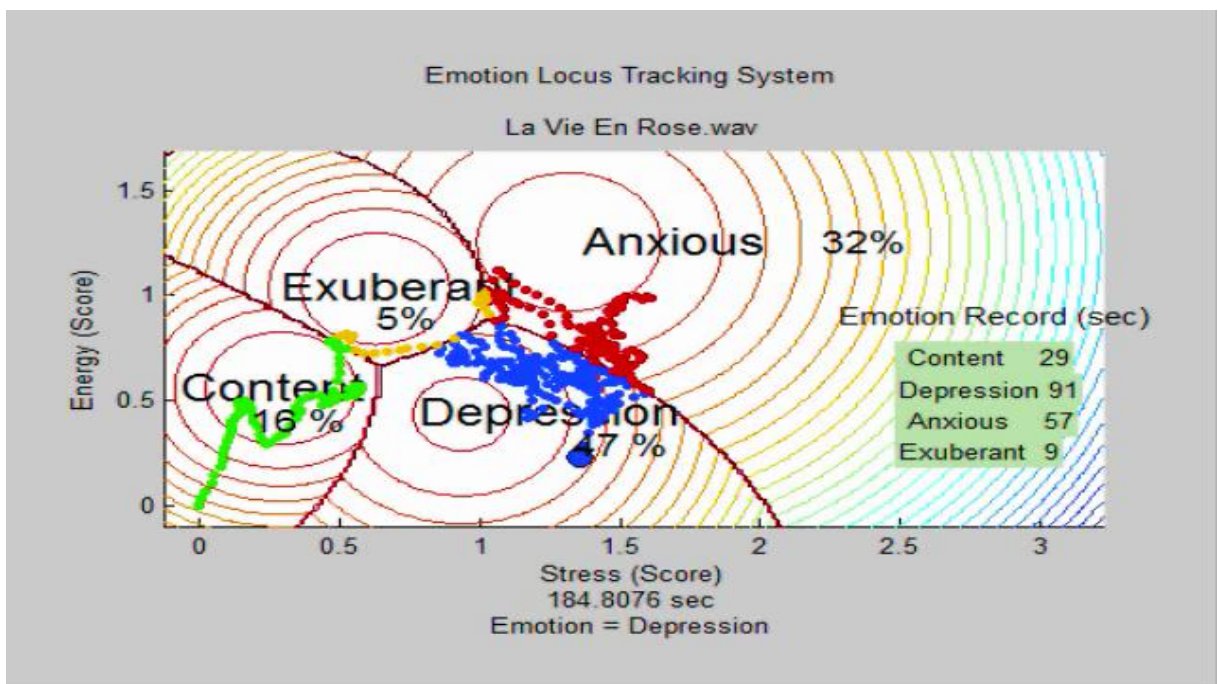 Emotion Locus Tracking System
La Vie En Rose.wav
1.5
1
0.5
0
Energy (Score)
Anxious 32%
Exuberant
5%
Emotion Record (sec)
Content 29
Depression 91
Anxious 57
Exuberant 9
Content
16 %
Depression
47 %
0 0.5 1 1.5 2 2.5 3
Stress (Score)
184.8076 sec
Emotion = Depression